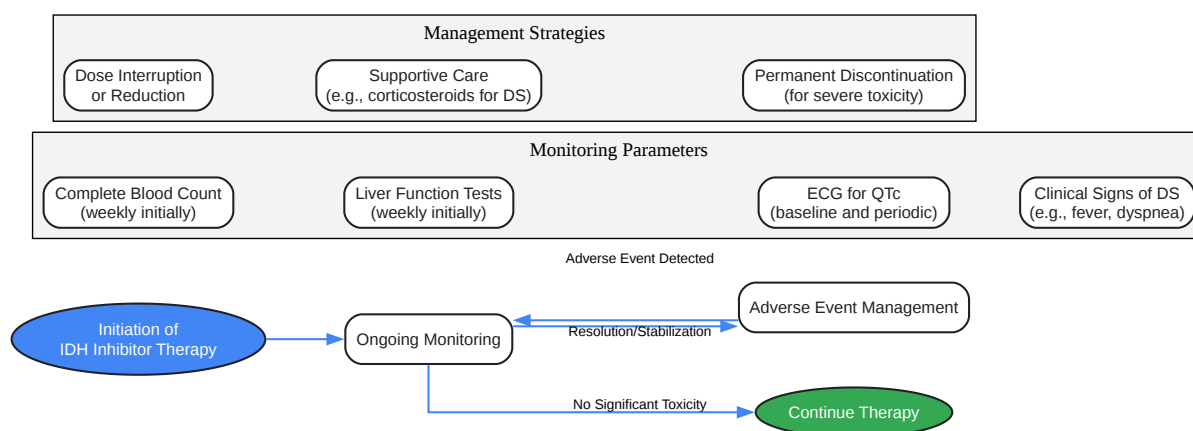 Management Strategies
Dose Interruption
or Reduction
Supportive Care
(e.g., corticosteroids for DS)
Permanent Discontinuation
(for severe toxicity)
Monitoring Parameters
Complete Blood Count
(weekly initially)
Liver Function Tests
(weekly initially)
ECG for QTc
(baseline and periodic)
Clinical Signs of DS
(e.g., fever, dyspnea)
Adverse Event Detected
Initiation of
IDH Inhibitor Therapy
Ongoing Monitoring
Resolution/Stabilization
Adverse Event Management
No Significant Toxicity
Continue Therapy